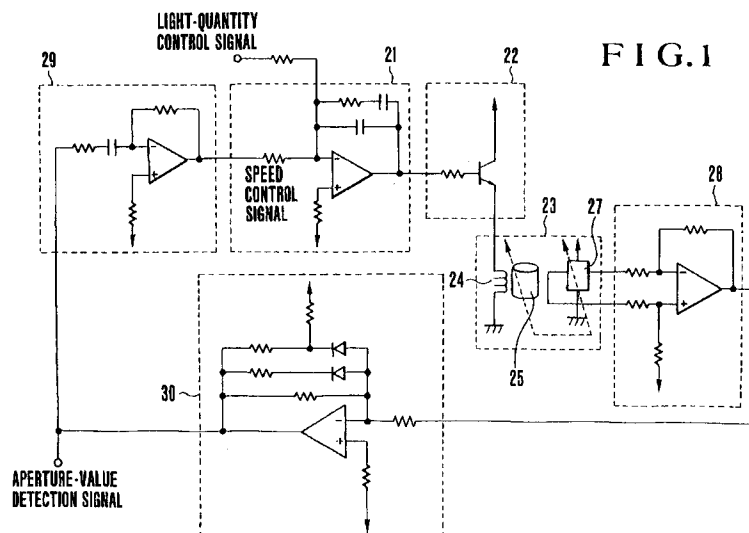 FIG.1
LIGHT-QUANTITY
CONTROL SIGNAL
29
21
22
SPEED
CONTROL
SIGNAL
23
27
28
24
25
30
APERTURE-VALUE
DETECTION SIGNAL